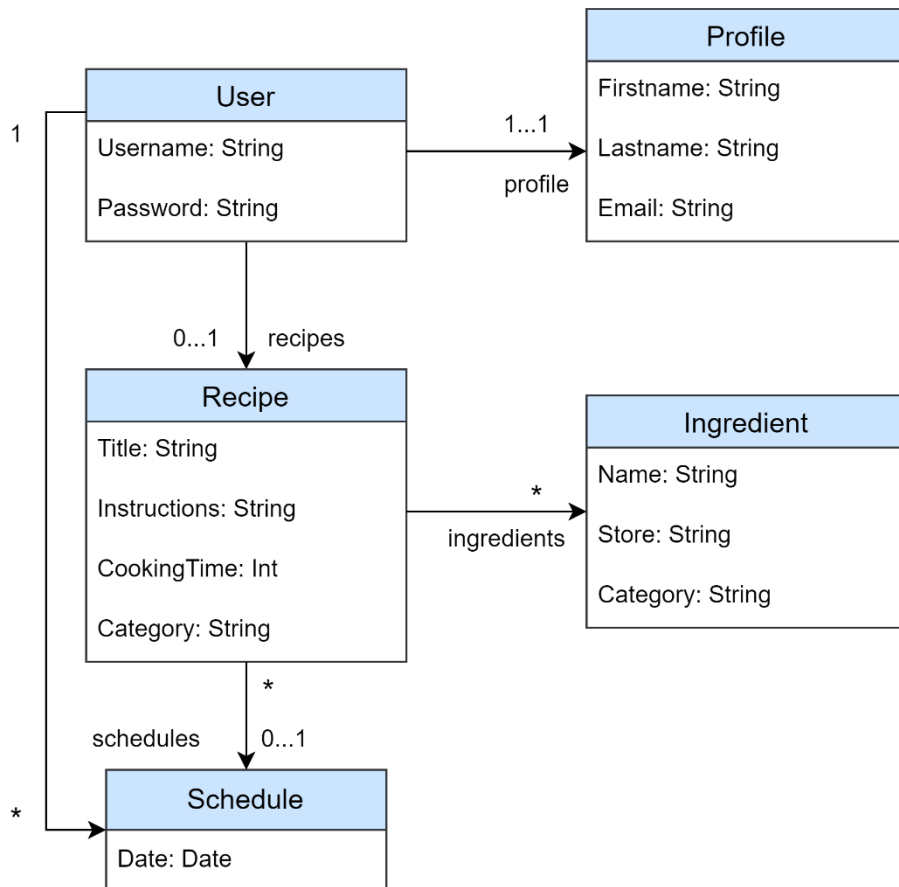 Profile
Firstname: String
Lastname: String
Email: String
User
Username: String
Password: String
1
1...1
profile
0...1
recipes
Recipe
Title: String
Instructions: String
CookingTime: Int
Category: String
*
ingredients
Ingredient
Name: String
Store: String
Category: String
*
schedules
0...1
*
Schedule
Date: Date